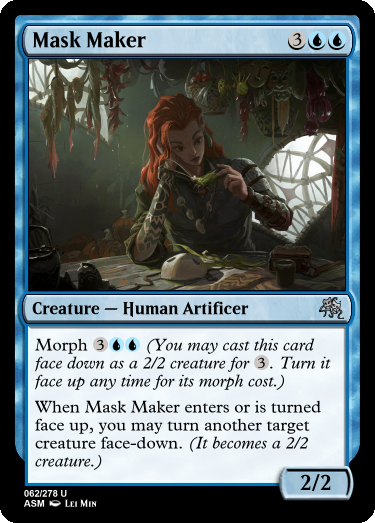 Mask Maker 3
Creature — Human Artificer
Morph 3 (You may cast this card
face down as a 2/2 creature for 3. Turn it
face up any time for its morph cost.)
When Mask Maker enters or is turned
face up, you may turn another target
creature face-down. (It becomes a 2/2
creature.)
2/2
062/278 U
ASM Lei Min